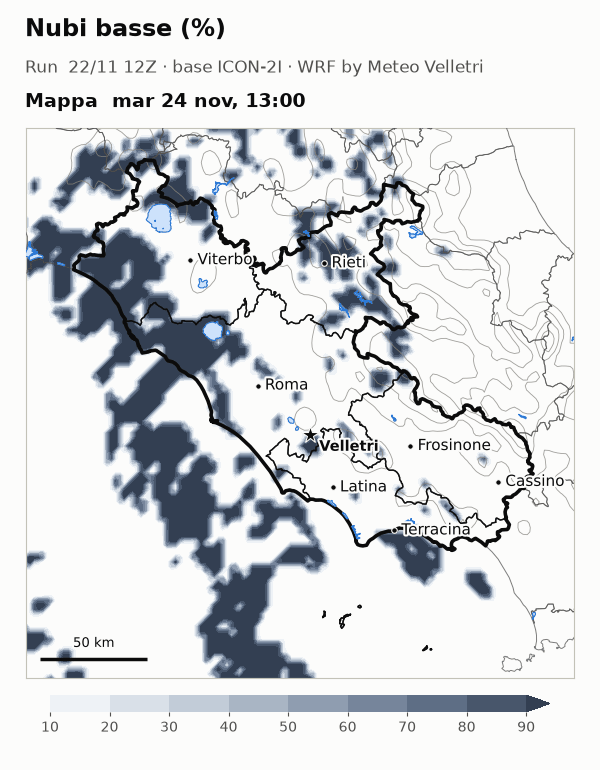 Nubi basse (%)
Run  22/11 12Z · base ICON-2I · WRF by Meteo Velletri
Mappa  mar 24 nov, 13:00
Viterbo
Rieti
Roma
Velletri
Frosinone
Cassino
Latina
Terracina
50 km
10 20 30 40 50 60 70 80 90